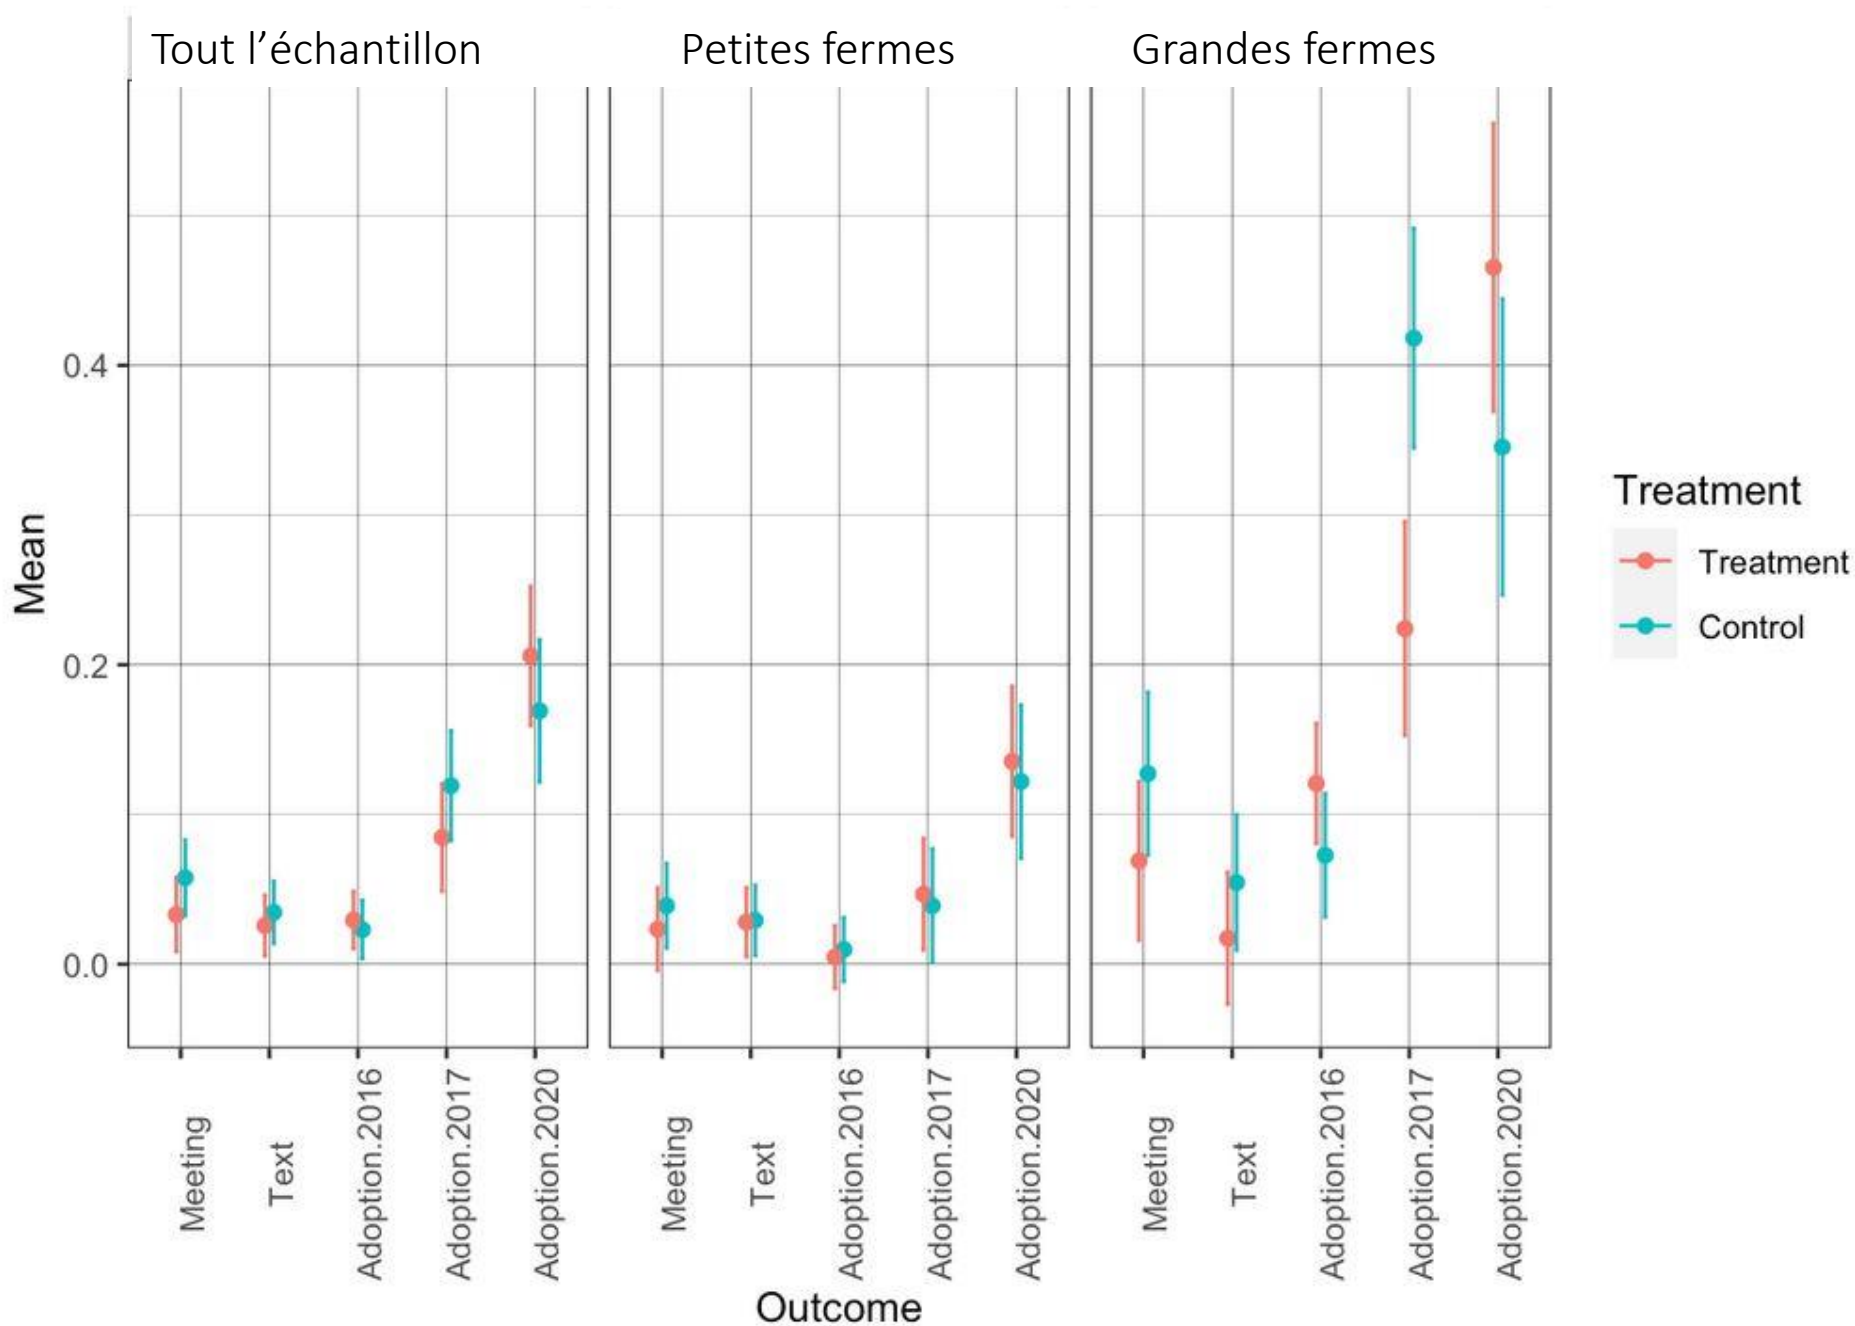 Tout l’échantillon
Petites fermes
Grandes fermes
Mean
0.4
0.2
0.0
Meeting
Text
Adoption.2016
Adoption.2017
Adoption.2020
Meeting
Text
Adoption.2016
Adoption.2017
Adoption.2020
Meeting
Text
Adoption.2016
Adoption.2017
Adoption.2020
Outcome
Treatment
Treatment
Control